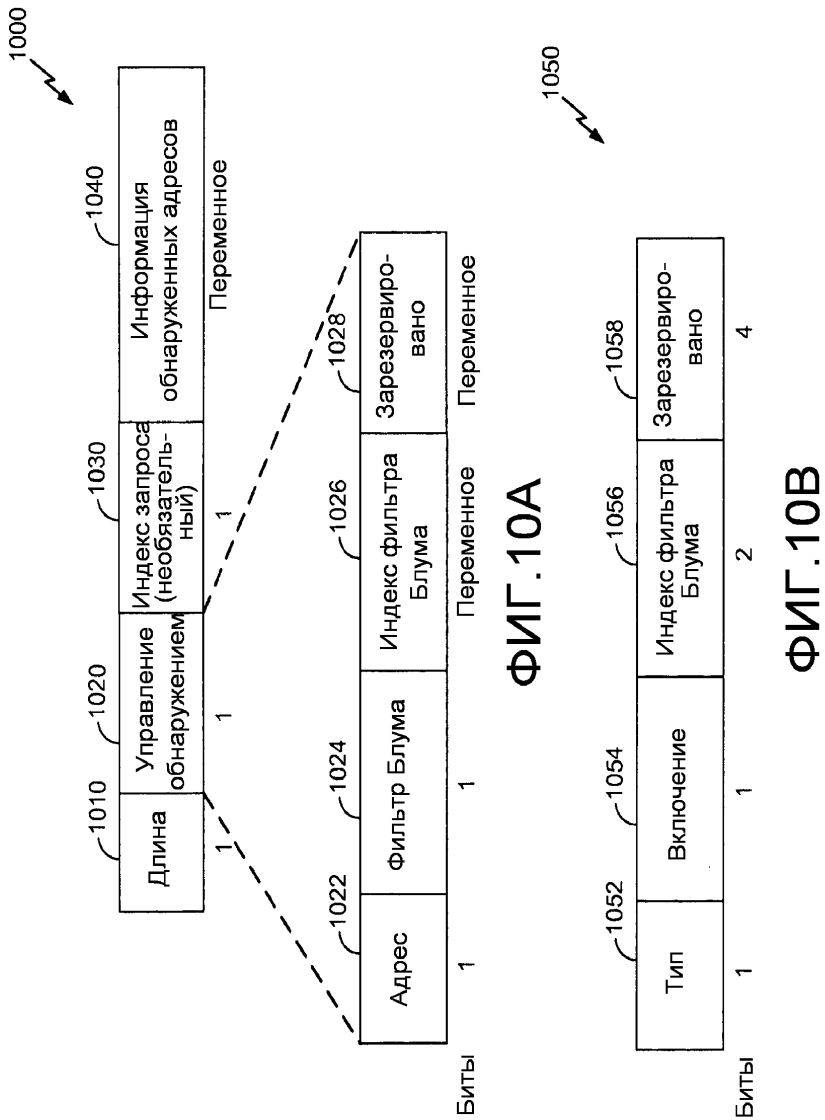 1000
1010
1020
1030
1040
Длина
Управление
обнаружением
Индекс запроса
(необязатель-
ный)
Информация
обнаруженных адресов
1
1
1
Переменное
1022
1024
1026
1028
Адрес
Фильтр Блума
Индекс фильтра
Блума
Зарезервиро-
вано
Биты
1
1
Переменное
Переменное
ФИГ.10A
1050
1052
1054
1056
1058
Тип
Включение
Индекс фильтра
Блума
Зарезервиро-
вано
Биты
1
1
2
4
ФИГ.10B